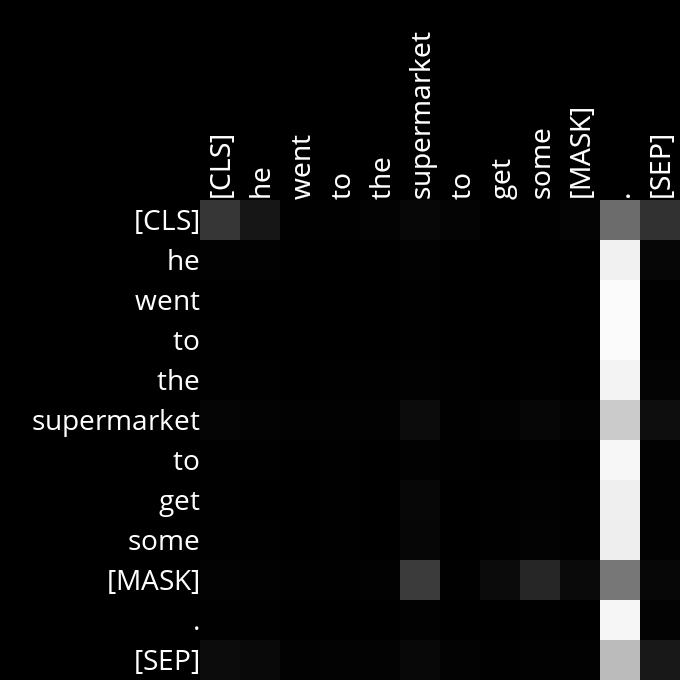 [CLS] he went to the supermarket to get some [MASK] . [SEP]
[CLS]
he
went
to
the
supermarket
to
get
some
[MASK]
.
[SEP]